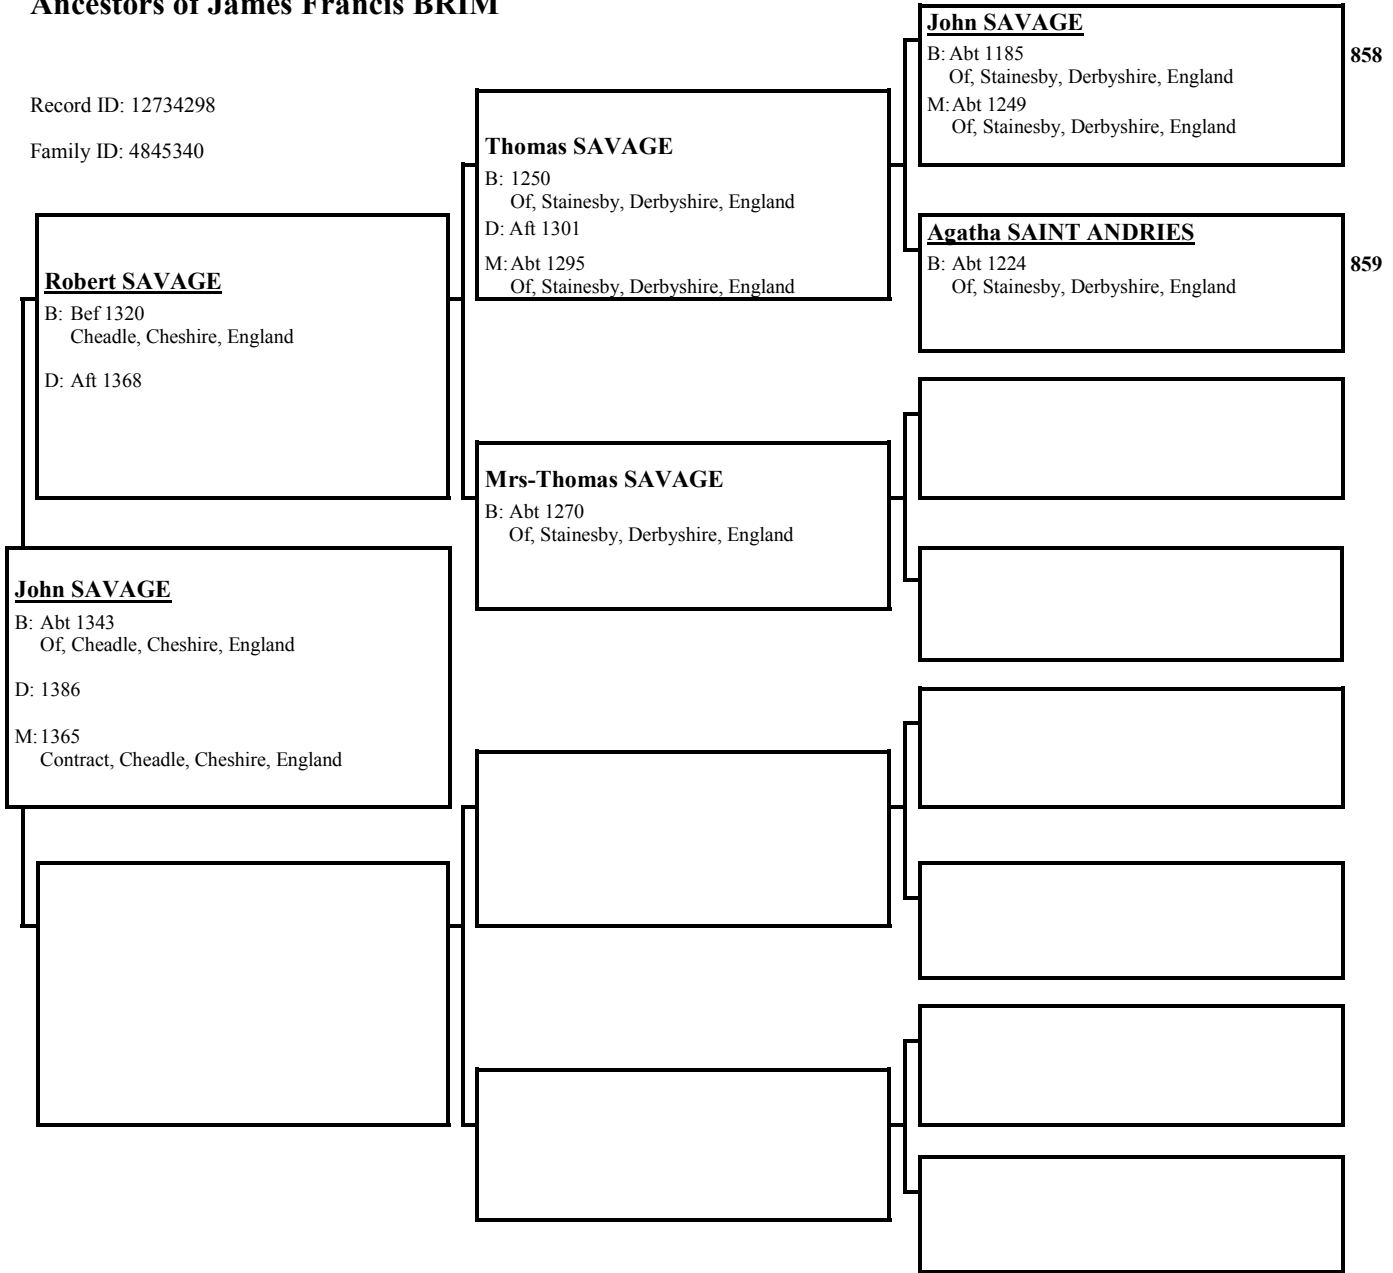 Ancestors of James Francis BRIM
Record ID: 12734298
Family ID: 4845340
John SAVAGE
B: Abt 1185
Of, Stainesby, Derbyshire, England
M: Abt 1249
Of, Stainesby, Derbyshire, England
858
Thomas SAVAGE
B: 1250
Of, Stainesby, Derbyshire, England
D: Aft 1301
M: Abt 1295
Of, Stainesby, Derbyshire, England
Agatha SAINT ANDRIES
B: Abt 1224
Of, Stainesby, Derbyshire, England
859
Robert SAVAGE
B: Bef 1320
Cheadle, Cheshire, England
D: Aft 1368
Mrs-Thomas SAVAGE
B: Abt 1270
Of, Stainesby, Derbyshire, England
John SAVAGE
B: Abt 1343
Of, Cheadle, Cheshire, England
D: 1386
M: 1365
Contract, Cheadle, Cheshire, England